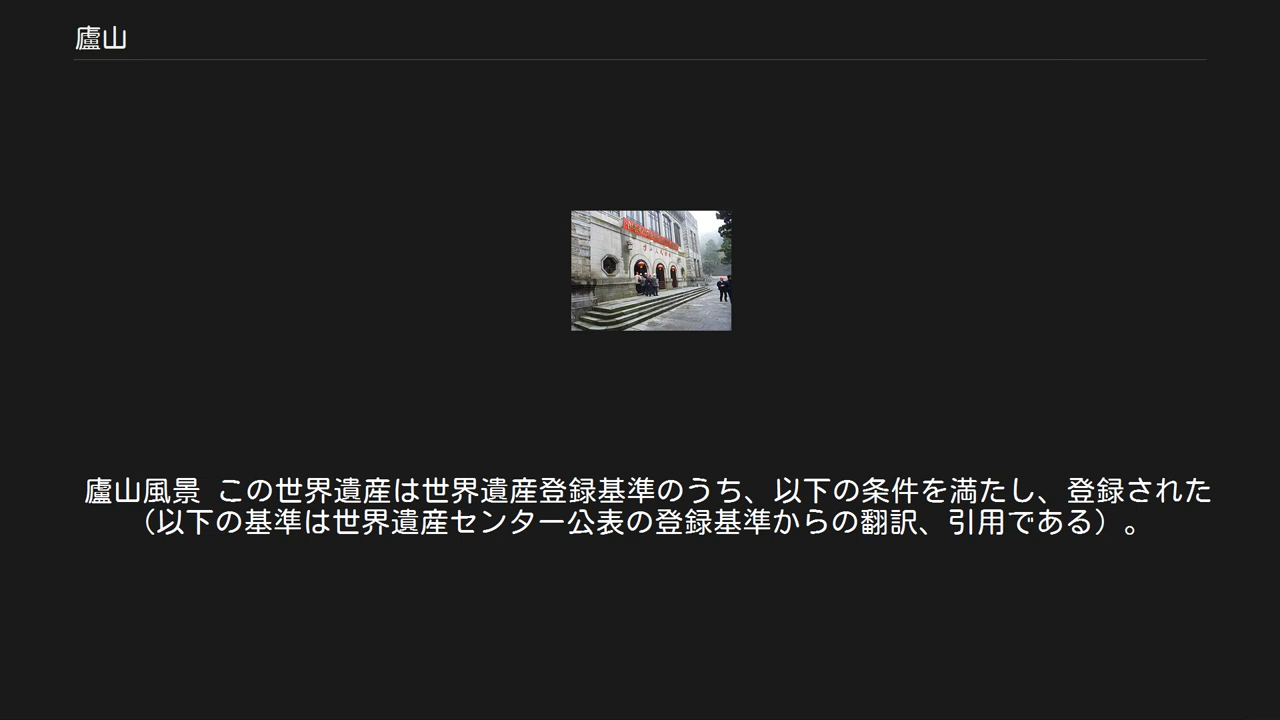 廬山
廬山風景 この世界遺産は世界遺産登録基準のうち、以下の条件を満たし、登録された
（以下の基準は世界遺産センター公表の登録基準からの翻訳、引用である）。